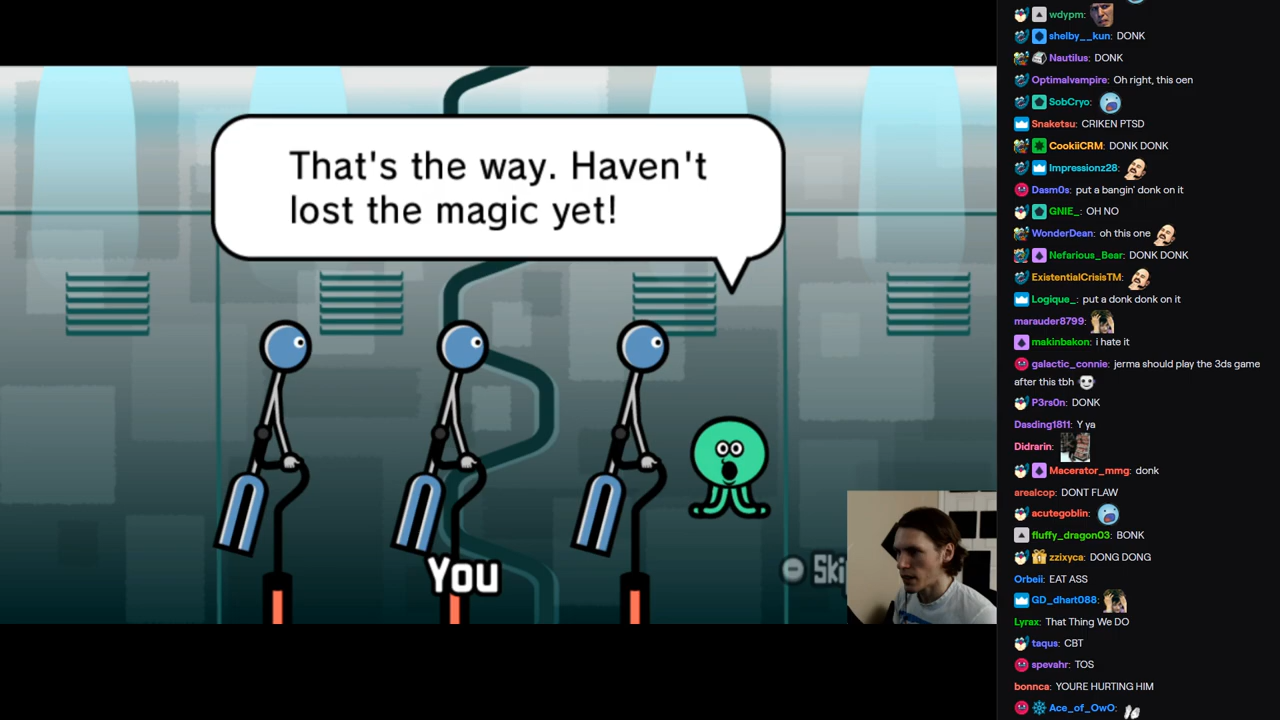 That's the way. Haven't
lost the magic yet!
You
Ski
wdypm:
shelby__kun: DONK
Nautilus: DONK
Optimalvampire: Oh right, this oen
SobCryo:
Snaketsu: CRIKEN PTSD
CookiiCRM: DONK DONK
Impressionz28:
Dasm0s: put a bangin' donk on it
GNIE_: OH NO
WonderDean: oh this one
Nefarious_Bear: DONK DONK
ExistentialCrisisTM:
Logique_: put a donk donk on it
marauder8799:
makinbakon: i hate it
galactic_connie: jerma should play the 3ds game
after this tbh
P3rs0n: DONK
Dasding1811: Y ya
Didrarin:
Macerator_mmg: donk
arealcop: DONT FLAW
acutegoblin:
fluffy_dragon03: BONK
zzixyca: DONG DONG
Orbeii: EAT ASS
GD_dhart088:
Lyrax: That Thing We DO
taqus: CBT
spevahr: TOS
bonnca: YOURE HURTING HIM
Ace_of_OwO: